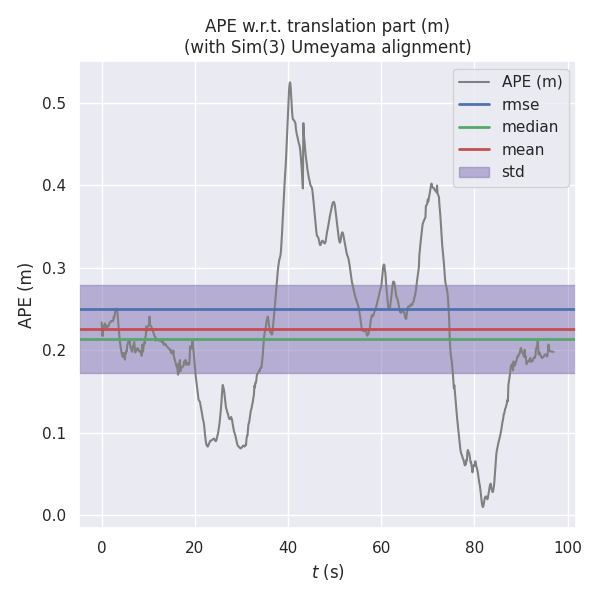 APE w.r.t. translation part (m)
(with Sim(3) Umeyama alignment)
APE (m)
rmse
median
mean
std
APE (m)
0.5
0.4
0.3
0.2
0.1
0.0
0 20 40 60 80 100
t (s)